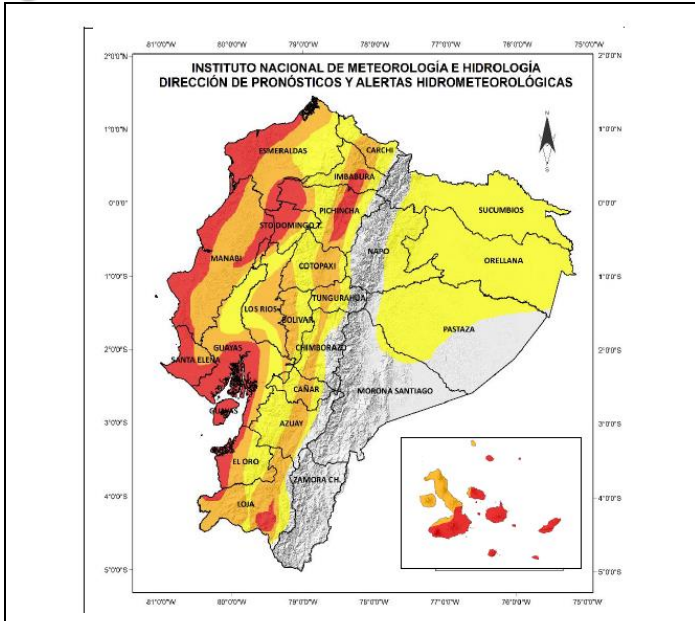 INSTITUTO NACIONAL DE METEOROLOGÍA E HIDROLOGÍA
DIRECCIÓN DE PRONÓSTICOS Y ALERTAS HIDROMETEOROLÓGICAS
81°0'0"W 80°0'0"W 79°0'0"W 78°0'0"W 77°0'0"W 76°0'0"W 75°0'0"W
2°0'0"N 2°0'0"N
N
1°0'0"N 1°0'0"N
S
ESMERALDAS CARCHI
IMBABURA
0°0'0" 0°0'0"
PICHINCHA SUCUMBIOS
STO DOMINGO T.
MANABI NAPO ORELLANA
COTOPAXI
1°0'0"S 1°0'0"S
TUNGURAHUA
LOS RIOS
BOLIVAR PASTAZA
GUAYAS CHIMBORAZO
2°0'0"S 2°0'0"S
SANTA ELENA
CAÑAR MORONA SANTIAGO
GUAYAS
3°0'0"S 3°0'0"S
AZUAY
EL ORO
ZAMORA CH.
4°0'0"S 4°0'0"S
LOJA
5°0'0"S 5°0'0"S
81°0'0"W 80°0'0"W 79°0'0"W 78°0'0"W 77°0'0"W 76°0'0"W 75°0'0"W